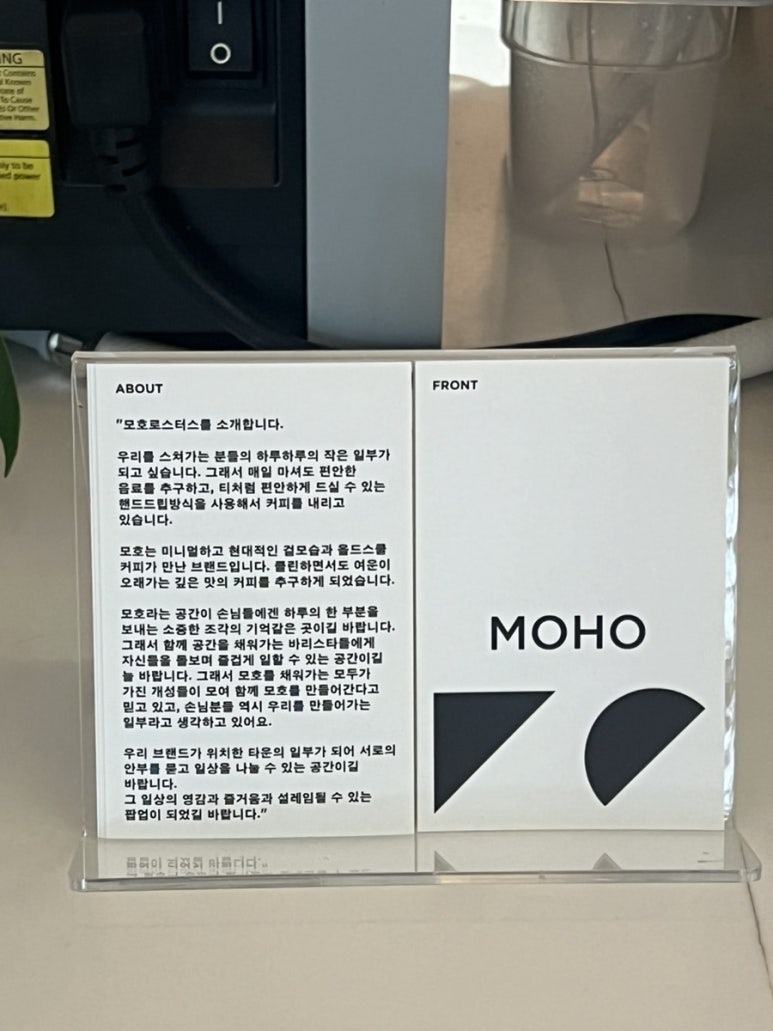 ING
Contains
Known
To Cause
Or Other
ly to be
ed power
ABOUT
"모호로스터스를 소개합니다.
우리를 스쳐가는 분들의 하루하루의 작은 일부가
되고 싶습니다. 그래서 매일 마셔도 편안한
음료를 추구하고, 티처럼 편안하게 드실 수 있는
핸드드립방식을 사용해서 커피를 내리고
있습니다.
모호는 미니멀하고 현대적인 겉모습과 올드스쿨
커피가 만난 브랜드입니다. 클린하면서도 여운이
오래가는 깊은 맛의 커피를 추구하게 되었습니다.
모호라는 공간이 손님들에겐 하루의 한 부분을
보내는 소중한 조각의 기억같은 곳이길 바랍니다.
그래서 함께 공간을 채워가는 바리스타들에게
자신들을 돌보며 즐겁게 일할 수 있는 공간이길
늘 바랍니다. 그래서 모호를 채워가는 모두가
가진 개성들이 모여 함께 모호를 만들어간다고
믿고 있고, 손님분들 역시 우리를 만들어가는
일부라고 생각하고 있어요.
우리 브랜드가 위치한 타운의 일부가 되어 서로의
안부를 묻고 일상을 나눌 수 있는 공간이길
바랍니다.
그 일상의 영감과 즐거움과 설레임될 수 있는
팝업이 되었길 바랍니다."
FRONT
MOHO